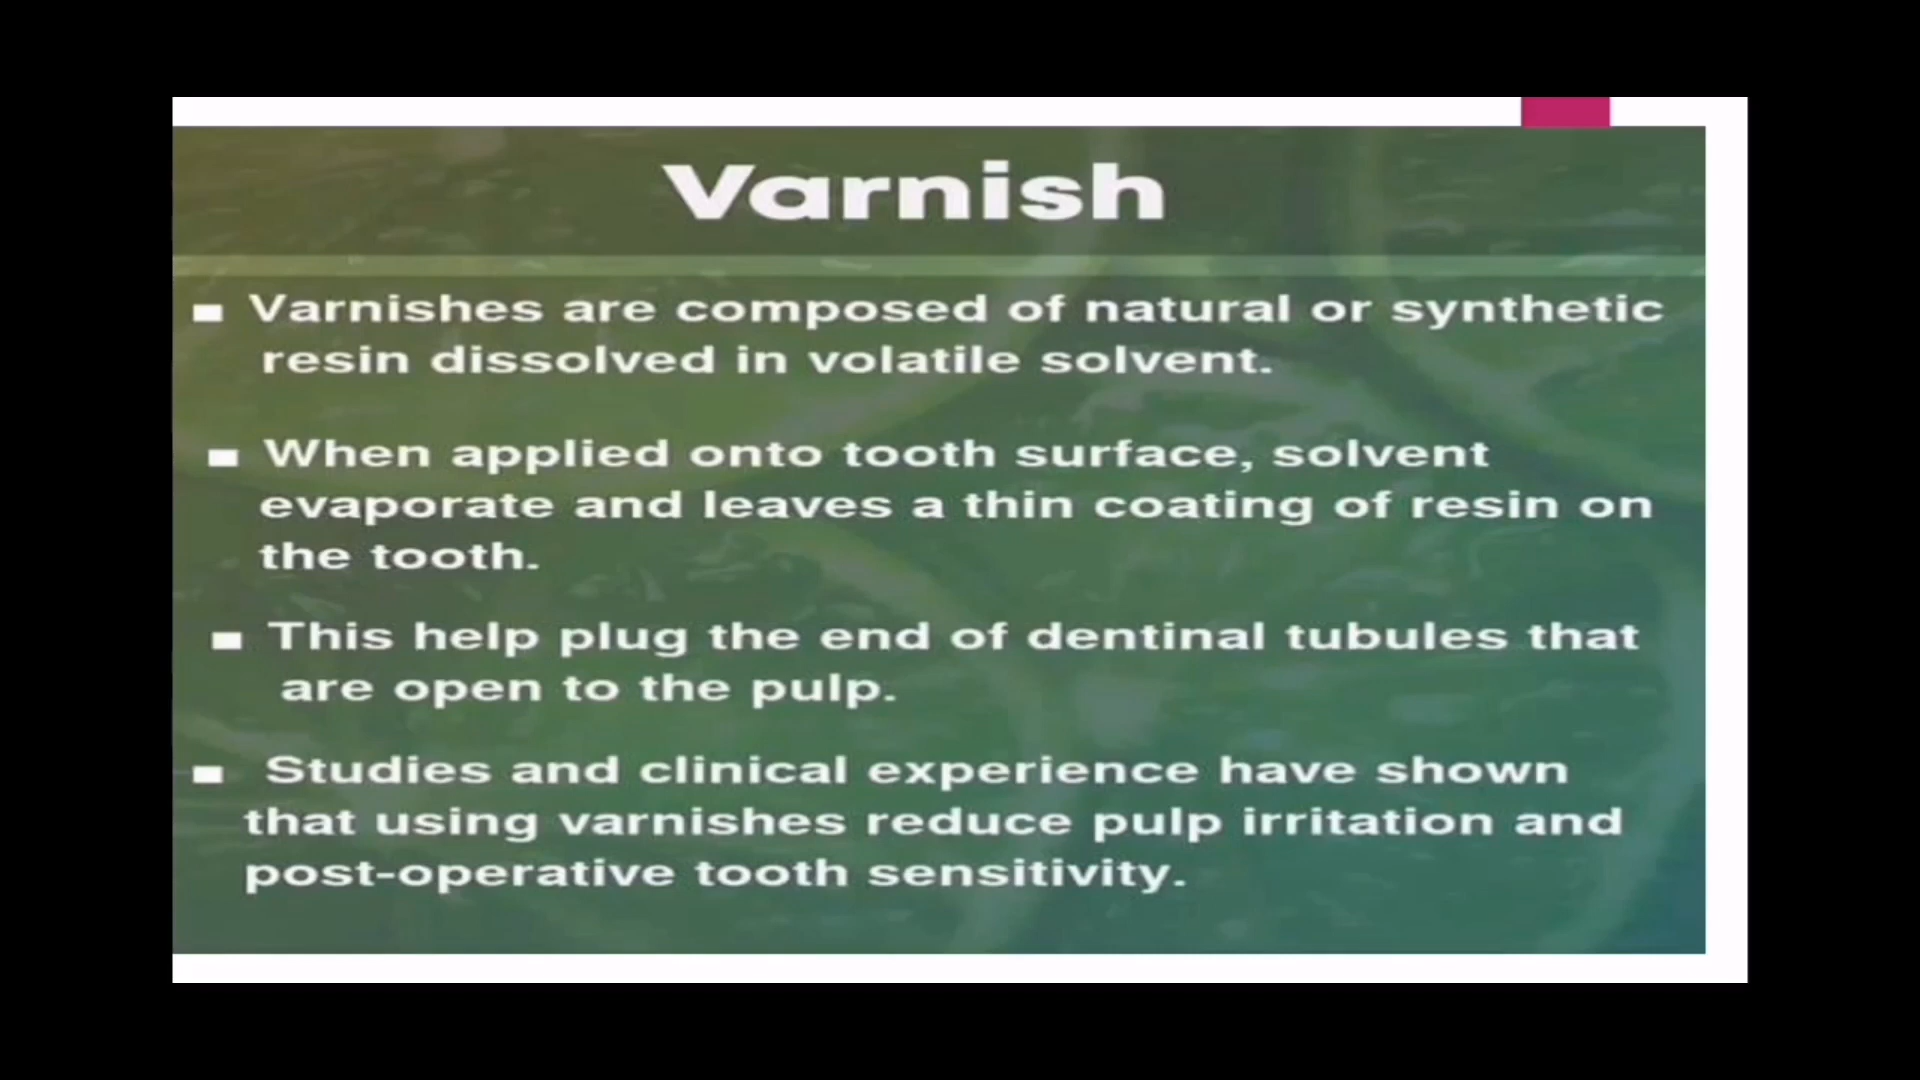 Varnish
▪ Varnishes are composed of natural or synthetic
resin dissolved in volatile solvent.
▪ When applied onto tooth surface, solvent
evaporate and leaves a thin coating of resin on
the tooth.
▪ This help plug the end of dentinal tubules that
are open to the pulp.
▪ Studies and clinical experience have shown
that using varnishes reduce pulp irritation and
post-operative tooth sensitivity.